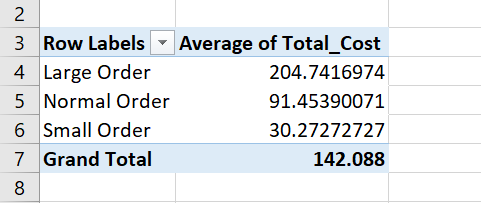 2
3 Row Labels Average of Total_Cost
4 Large Order 204.7416974
5 Normal Order 91.45390071
6 Small Order 30.27272727
7 Grand Total 142.088
8